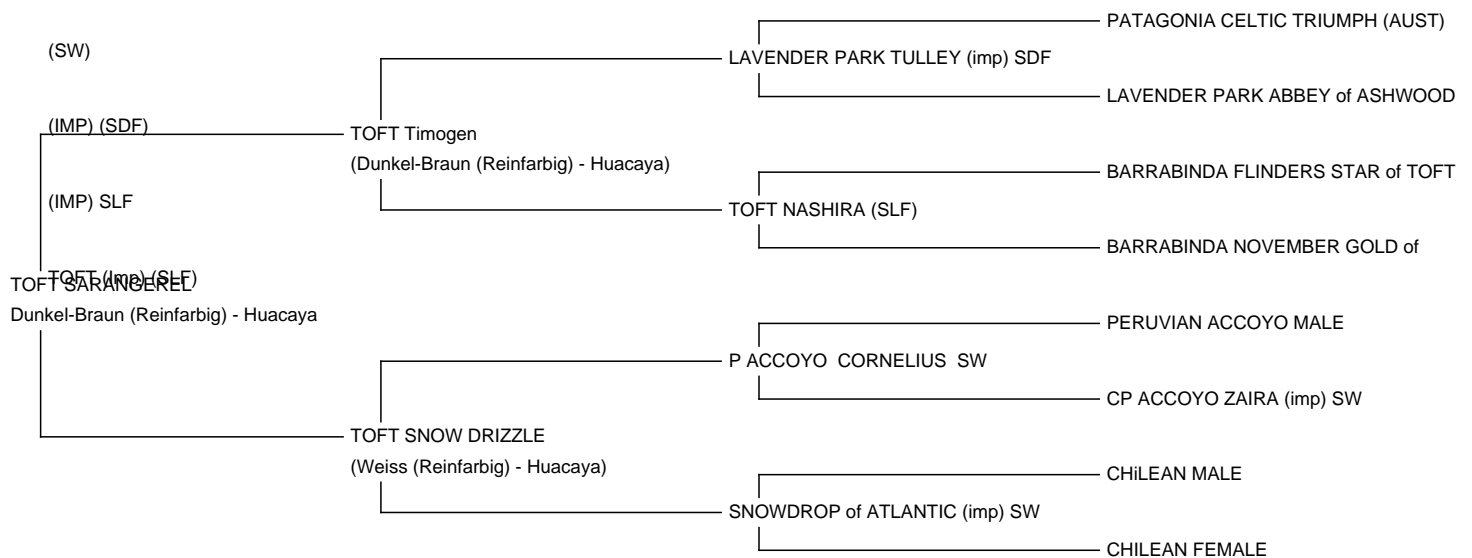 PATAGONIA CELTIC TRIUMPH (AUST)
(SW)
LAVENDER PARK TULLEY (imp) SDF
LAVENDER PARK ABBEY of ASHWOOD
(IMP) (SDF)
TOFT Timogen
(Dunkel-Braun (Reinfarbig) - Huacaya)
BARRABINDA FLINDERS STAR of TOFT
(IMP) SLF
TOFT NASHIRA (SLF)
BARRABINDA NOVEMBER GOLD of
TOFT (Imp) (SLF)
TOFT SARANGEREL
Dunkel-Braun (Reinfarbig) - Huacaya
PERUVIAN ACCOYO MALE
P ACCOYO CORNELIUS SW
CP ACCOYO ZAIRA (imp) SW
TOFT SNOW DRIZZLE
(Weiss (Reinfarbig) - Huacaya)
CHiLEAN MALE
SNOWDROP of ATLANTIC (imp) SW
CHILEAN FEMALE